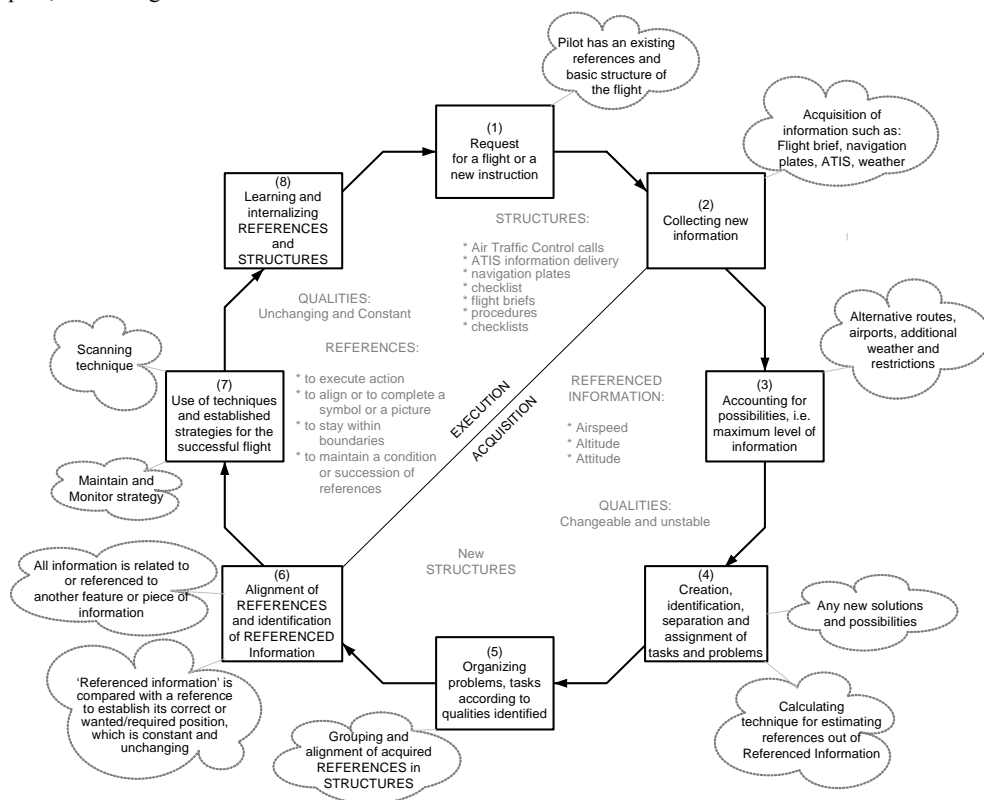 Pilot has an existing
references and
basic structure of
the flight
(1)
Request
for a flight or a
new instruction
Acquisition of
information such as:
Flight brief, navigation
plates, ATIS, weather
(8)
Learning and
internalizing
REFERENCES
and
STRUCTURES
(2)
Collecting new
information
STRUCTURES:
* Air Traffic Control calls
* ATIS information delivery
* navigation plates
* checklist
* flight briefs
* procedures
* checklists
QUALITIES:
Unchanging and Constant
Alternative routes,
airports, additional
weather and
restrictions
Scanning
technique
REFERENCES:
* to execute action
* to align or to complete a
symbol or a picture
* to stay within
boundaries
* to maintain a condition
or succession of
references
EXECUTION
ACQUISITION
REFERENCED
INFORMATION:
* Airspeed
* Altitude
* Attitude
(7)
Use of techniques
and established
strategies for the
successful flight
(3)
Accounting for
possibilities, i.e.
maximum level of
information
Maintain and
Monitor strategy
QUALITIES:
Changeable and unstable
New
STRUCTURES
All information is related to
or referenced to
another feature or piece of
information
(6)
Alignment of
REFERENCES
and identification
of REFERENCED
Information
(4)
Creation,
identification,
separation and
assignment of
tasks and problems
Any new solutions
and possibilities
(5)
Organizing
problems, tasks
according to
qualities identified
'Referenced information' is
compared with a reference
to establish its correct or
wanted/required position,
which is constant and
unchanging
Grouping and
alignment of acquired
REFERENCES in
STRUCTURES
Calculating
technique for estimating
references out of
Referenced Information